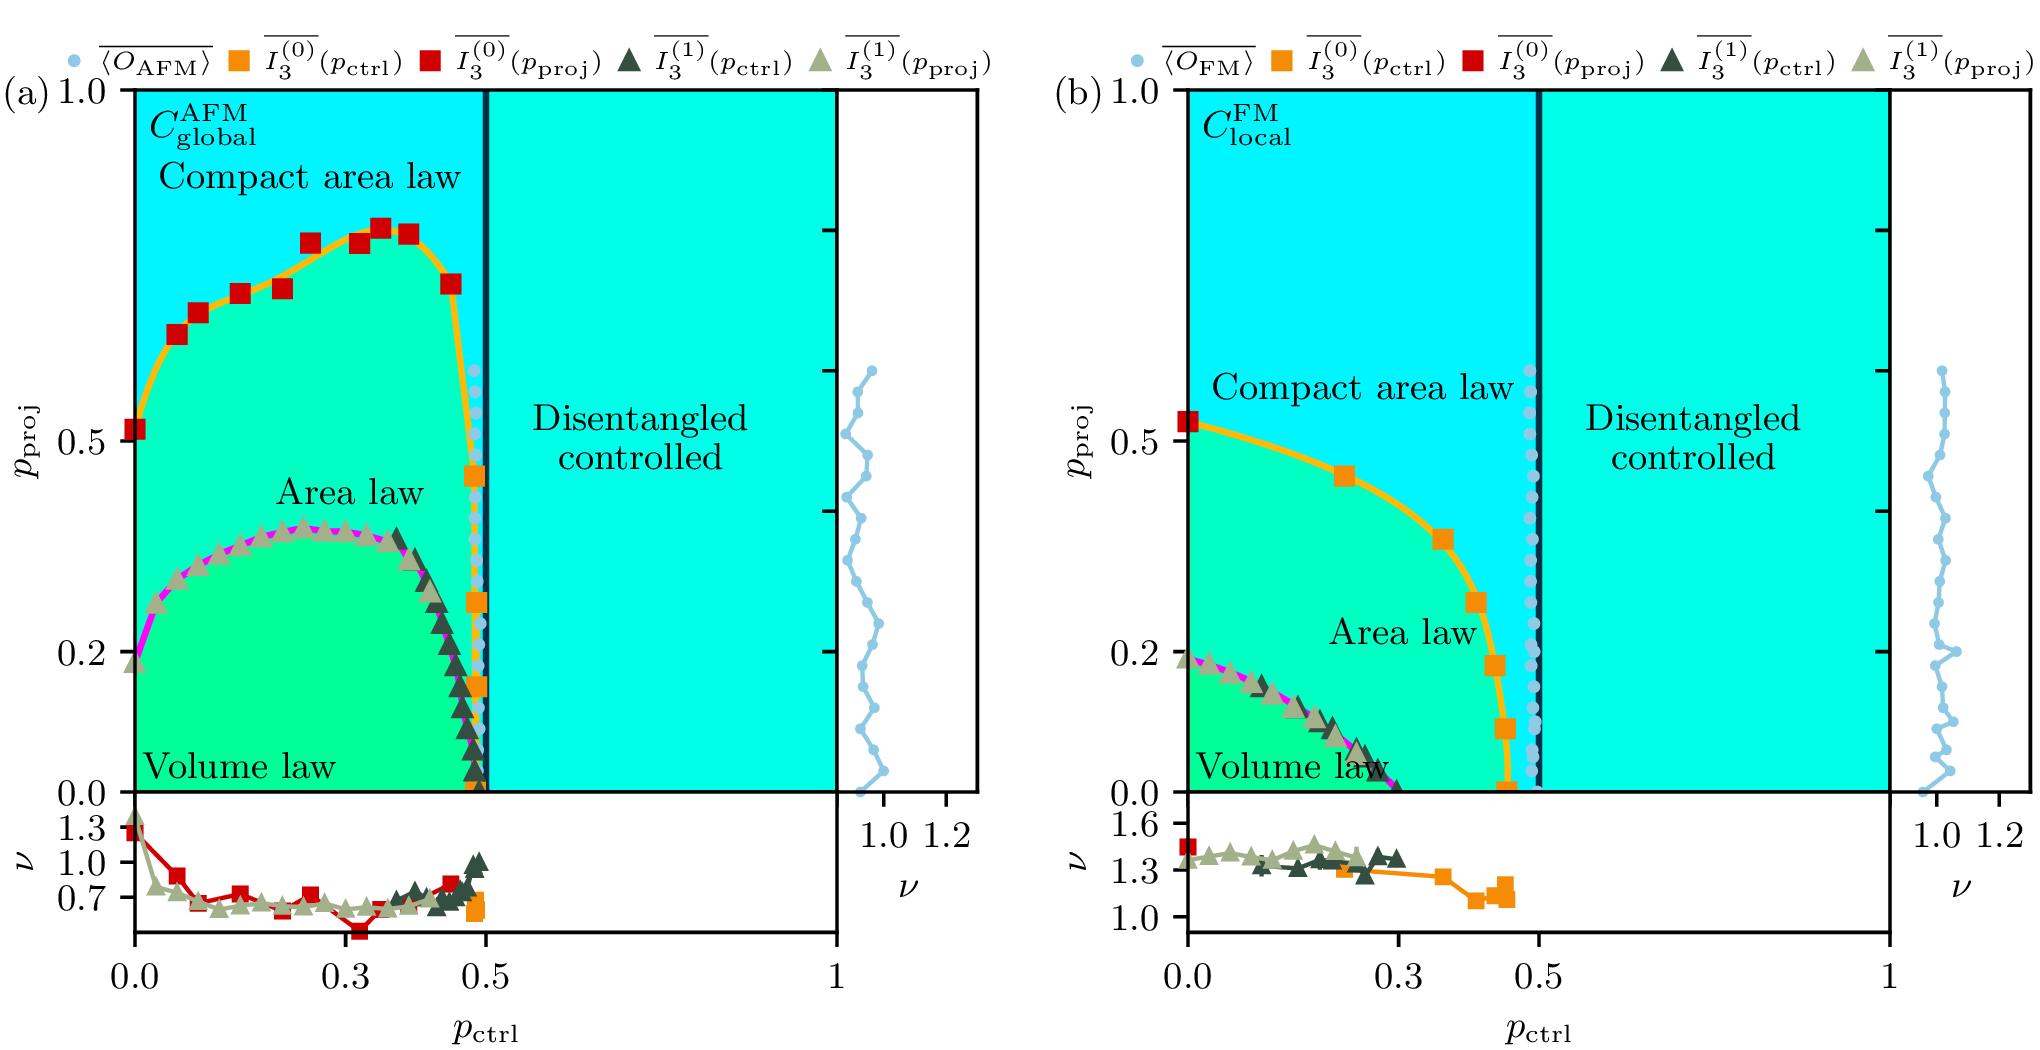 ⟨O_AFM⟩ I_3^(0)(p_ctrl) I_3^(0)(p_proj) I_3^(1)(p_ctrl) I_3^(1)(p_proj)
(a)
1.0
0.5
0.2
0.0
p_proj
C_global^AFM
Compact area law
Area law
Volume law
Disentangled
controlled
1.0 1.2
ν
1.3
1.0
0.7
ν
0.0 0.3 0.5 1
p_ctrl
⟨O_FM⟩ I_3^(0)(p_ctrl) I_3^(0)(p_proj) I_3^(1)(p_ctrl) I_3^(1)(p_proj)
(b)
1.0
0.5
0.2
0.0
p_proj
C_local^FM
Compact area law
Area law
Volume law
Disentangled
controlled
1.0 1.2
ν
1.6
1.3
1.0
ν
0.0 0.3 0.5 1
p_ctrl